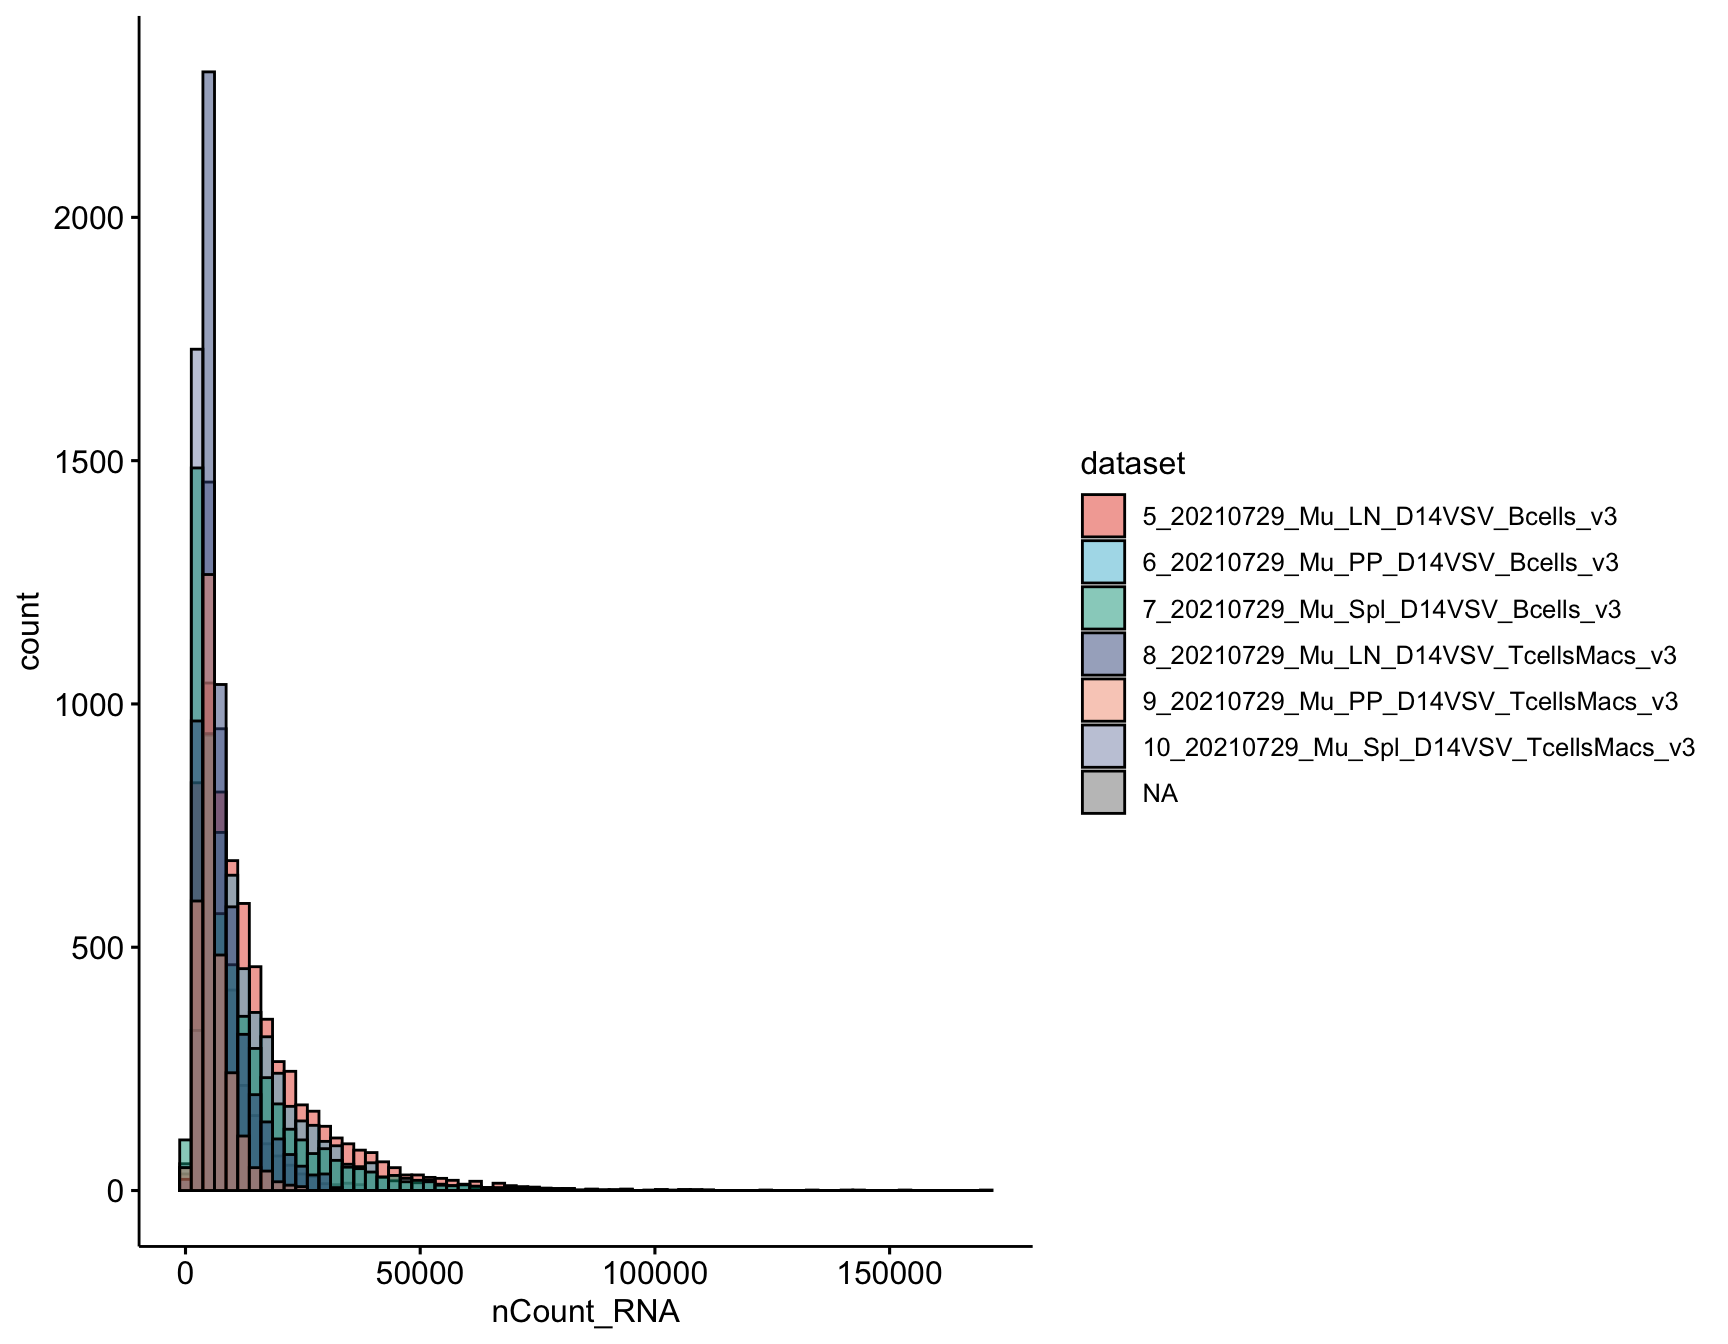 2000
1500
1000
500
0
count
0 50000 100000 150000
nCount_RNA
dataset
5_20210729_Mu_LN_D14VSV_Bcells_v3
6_20210729_Mu_PP_D14VSV_Bcells_v3
7_20210729_Mu_Spl_D14VSV_Bcells_v3
8_20210729_Mu_LN_D14VSV_TcellsMacs_v3
9_20210729_Mu_PP_D14VSV_TcellsMacs_v3
10_20210729_Mu_Spl_D14VSV_TcellsMacs_v3
NA